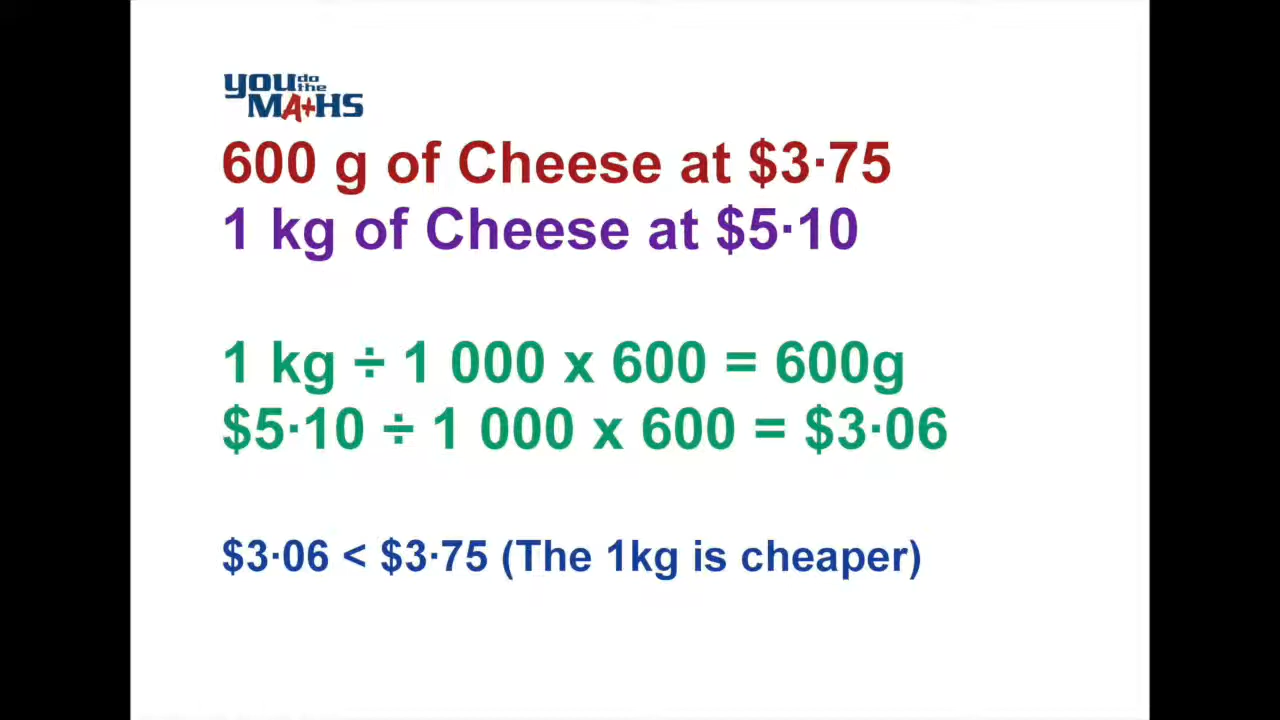 you do the
MA+HS
600 g of Cheese at $3·75
1 kg of Cheese at $5·10
1 kg ÷ 1 000 x 600 = 600g
$5·10 ÷ 1 000 x 600 = $3·06
$3·06 < $3·75 (The 1kg is cheaper)